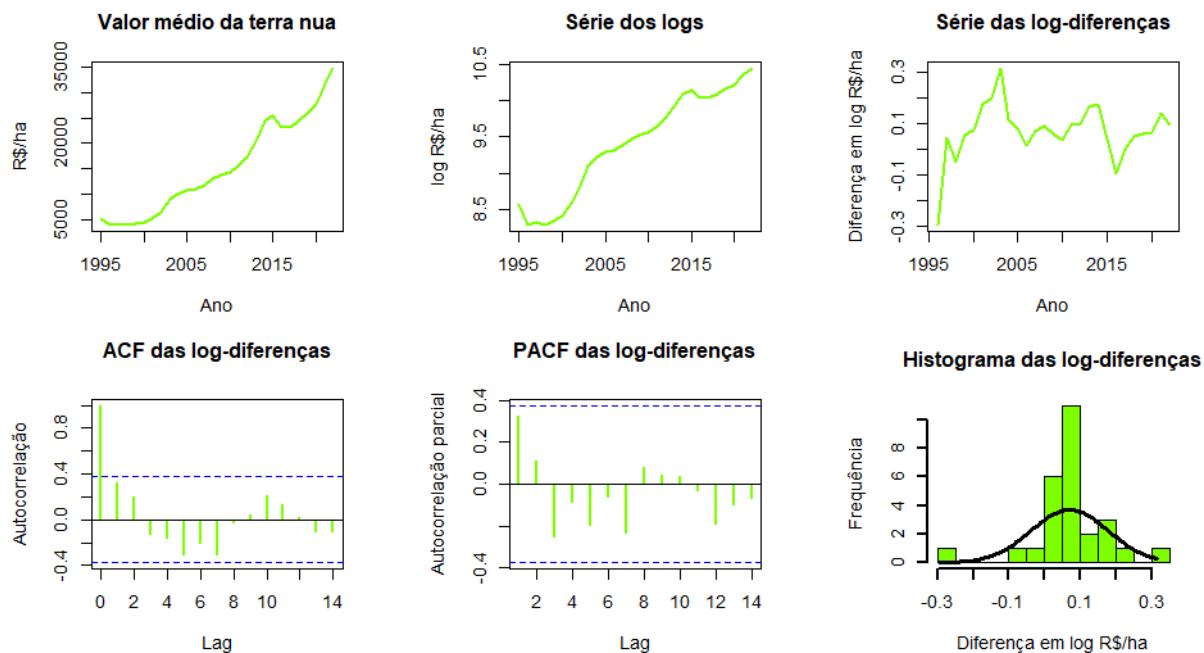 Valor médio da terra nua
R$/ha
5000 20000 35000
1995 2005 2015
Ano
Série dos logs
log R$/ha
8.5 9.5 10.5
1995 2005 2015
Ano
Série das log-diferenças
Diferença em log R$/ha
-0.3 -0.1 0.1 0.3
1995 2005 2015
Ano
ACF das log-diferenças
Autocorrelação
-0.4 0.0 0.4 0.8
0 2 4 6 8 10 12 14
Lag
PACF das log-diferenças
Autocorrelação parcial
-0.4 0.0 0.2 0.4
2 4 6 8 10 12 14
Lag
Histograma das log-diferenças
Frequência
0 2 4 6 8
-0.3 -0.1 0.1 0.3
Diferença em log R$/ha